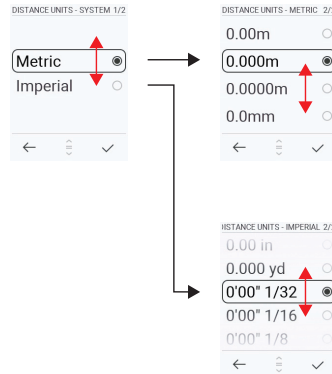 DISTANCE UNITS - SYSTEM 1/2
Metric
Imperial
DISTANCE UNITS - METRIC 2/
0.00m
0.000m
0.0000m
0.0mm
ISTANCE UNITS - IMPERIAL 2/
0.00 in
0.000 yd
0'00" 1/32
0'00" 1/16
0'00" 1/8